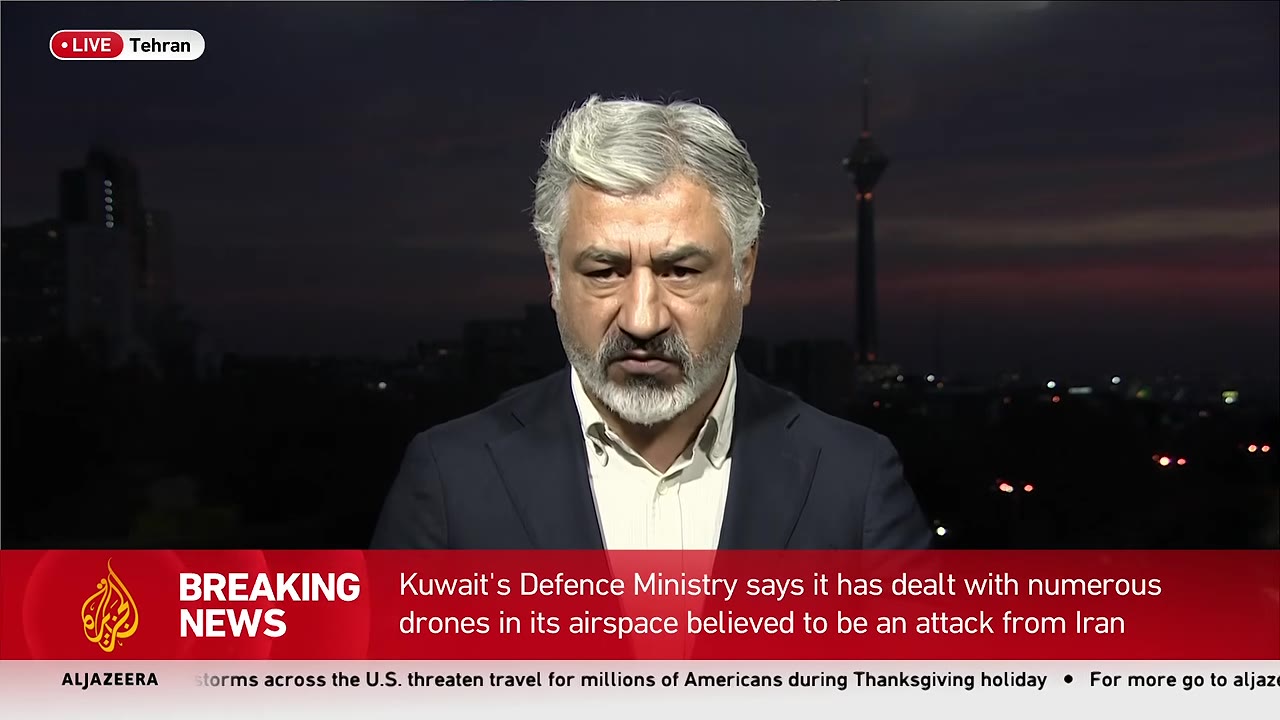 LIVE Tehran
الجزيرة
BREAKING
NEWS
Kuwait's Defence Ministry says it has dealt with numerous
drones in its airspace believed to be an attack from Iran
ALJAZEERA
storms across the U.S. threaten travel for millions of Americans during Thanksgiving holiday • For more go to aljaze